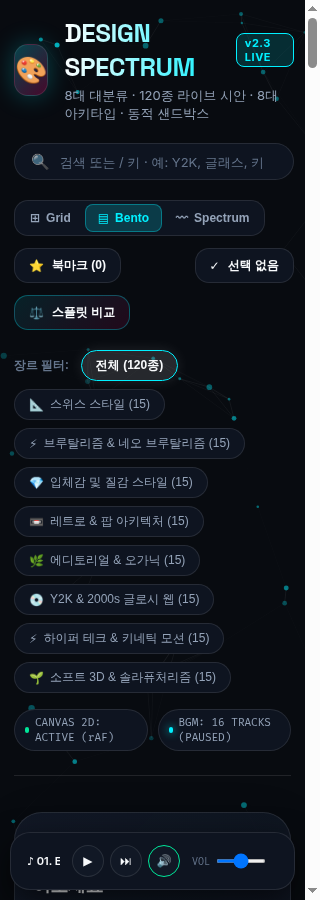 DESIGN
SPECTRUM
v2.3
LIVE
8대 대분류 · 120종 라이브 시안 · 8대
아키타입 · 동적 샌드박스
검색 또는 / 키 · 예: Y2K, 글래스, 키
Grid
Bento
Spectrum
북마크 (0)
✓ 선택 없음
스플릿 비교
장르 필터:
전체 (120종)
스위스 스타일 (15)
브루탈리즘 & 네오 브루탈리즘 (15)
입체감 및 질감 스타일 (15)
레트로 & 팝 아키텍처 (15)
에디토리얼 & 오가닉 (15)
Y2K & 2000s 글로시 웹 (15)
하이퍼 테크 & 키네틱 모션 (15)
소프트 3D & 솔라퓨처리즘 (15)
CANVAS 2D:
ACTIVE (rAF)
BGM: 16 TRACKS
(PAUSED)
♪ 01. E
VOL